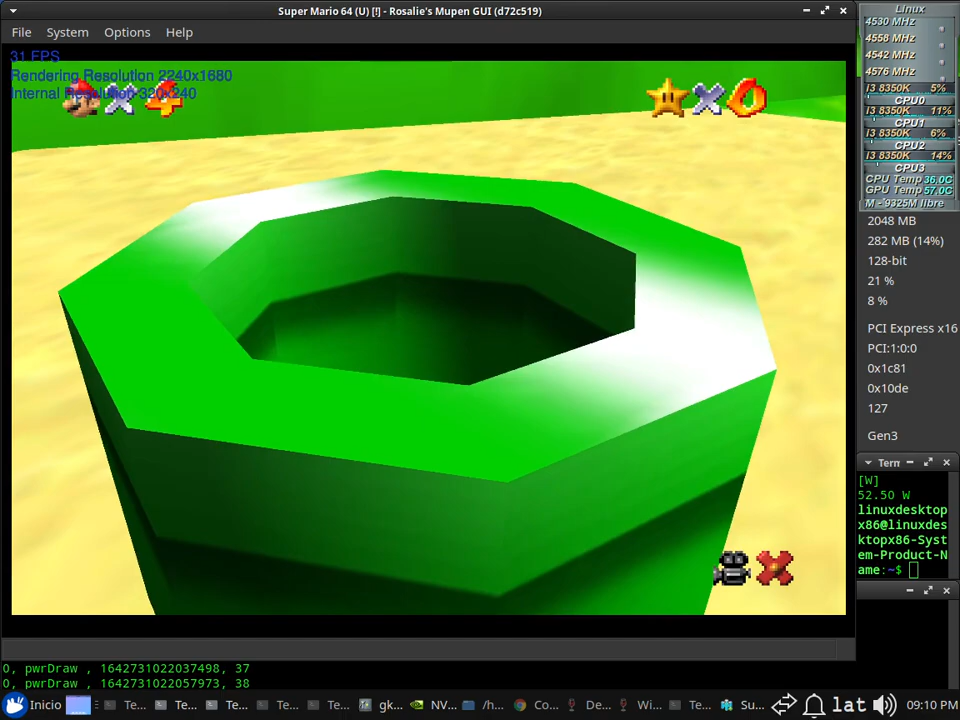 Super Mario 64 (U) [!] - Rosalie's Mupen GUI (d72c519)
File System Options Help
31 FPS
Rendering Resolution 2240x1680
Internal Resolution 320x240
4
0
Linux
4530 MHz
4558 MHz
4542 MHz
4576 MHz
I3 8350K 5%
CPU0
I3 8350K 11%
CPU1
I3 8350K 6%
CPU2
I3 8350K 14%
CPU3
CPU Temp 36.0C
GPU Temp 57.0C
M - 9325M libre
2048 MB
282 MB (14%)
128-bit
21 %
8 %
PCI Express x16
PCI:1:0:0
0x1c81
0x10de
127
Gen3
Term
[W]
52.50 W
linuxdesktop
x86@linuxdes
ktopx86-Syst
em-Product-N
ame:~$
0, pwrDraw , 1642731022037498, 37
0, pwrDraw , 1642731022057973, 38
Inicio Te... Te... Te... Te... Te... gk... NV... /h... Co... De... Wi... Te... Su... lat 09:10 PM